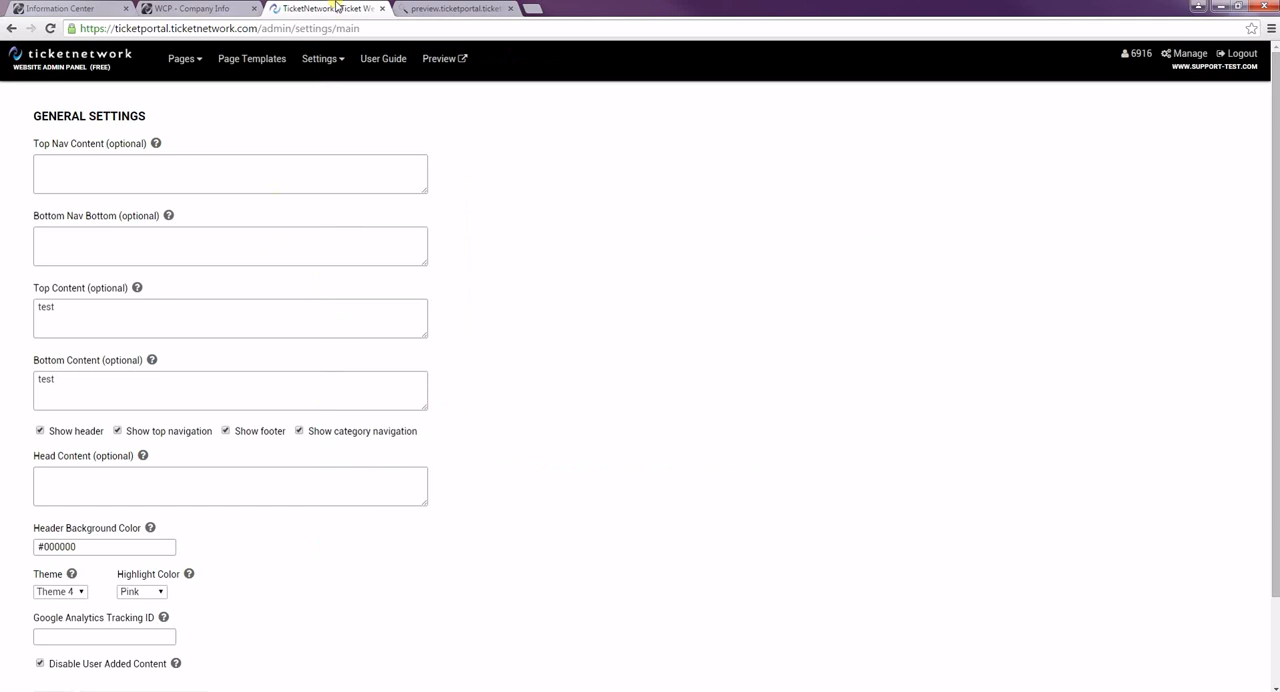 Information Center
WCP - Company Info
TicketNetwork Ticket We
preview.ticketportal.ticket
https://ticketportal.ticketnetwork.com/admin/settings/main
ticketnetwork
WEBSITE ADMIN PANEL (FREE)
Pages
Page Templates
Settings
User Guide
Preview
6916
Manage
Logout
WWW.SUPPORT-TEST.COM
GENERAL SETTINGS
Top Nav Content (optional)
Bottom Nav Bottom (optional)
Top Content (optional)
test
Bottom Content (optional)
test
Show header
Show top navigation
Show footer
Show category navigation
Head Content (optional)
Header Background Color
#000000
Theme
Highlight Color
Theme 4
Pink
Google Analytics Tracking ID
Disable User Added Content